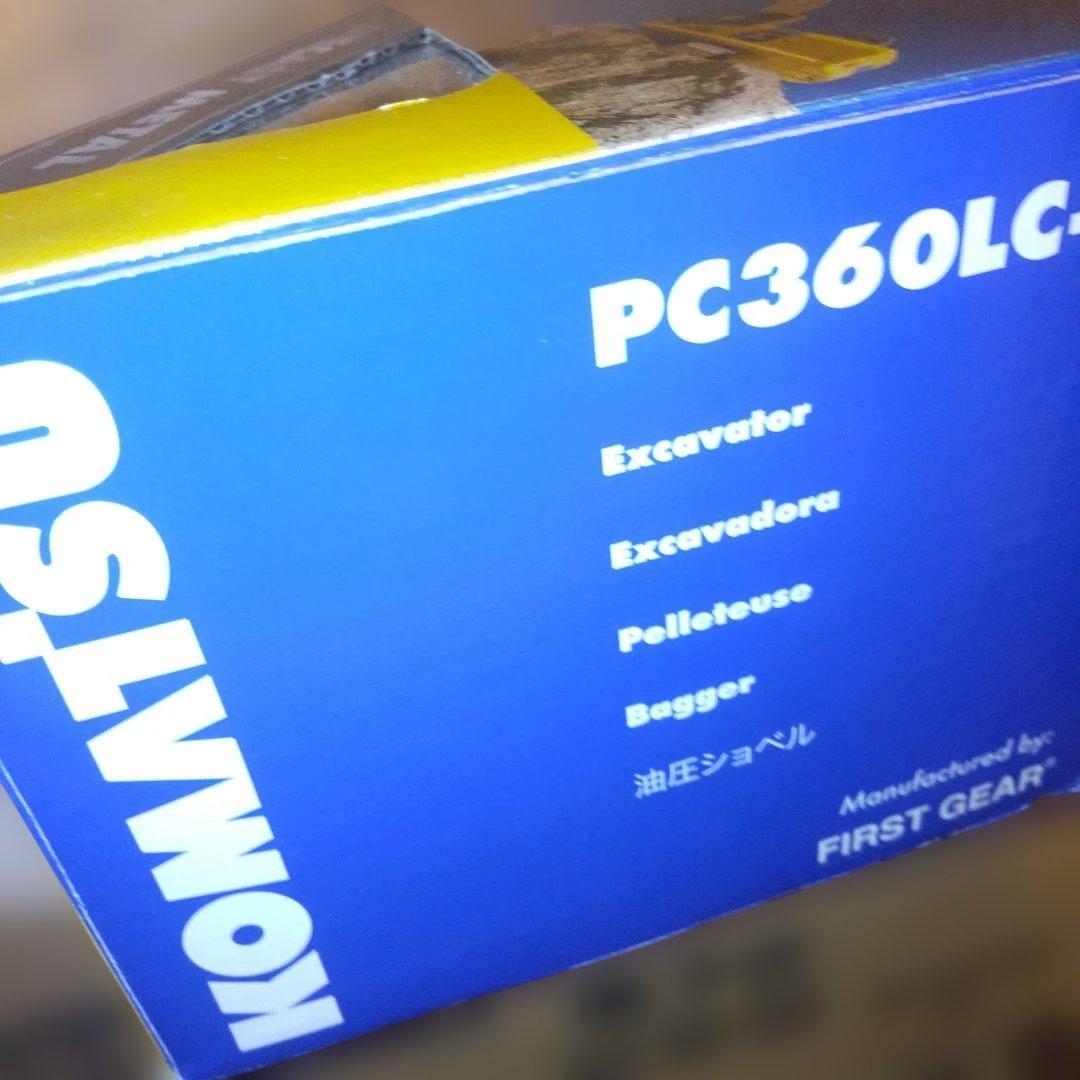 PC360LC-
Excavator
Excavadora
Pelleteuse
Bagger
油圧ショベル
Manufactured by:
FIRST GEAR®
KOMATSU